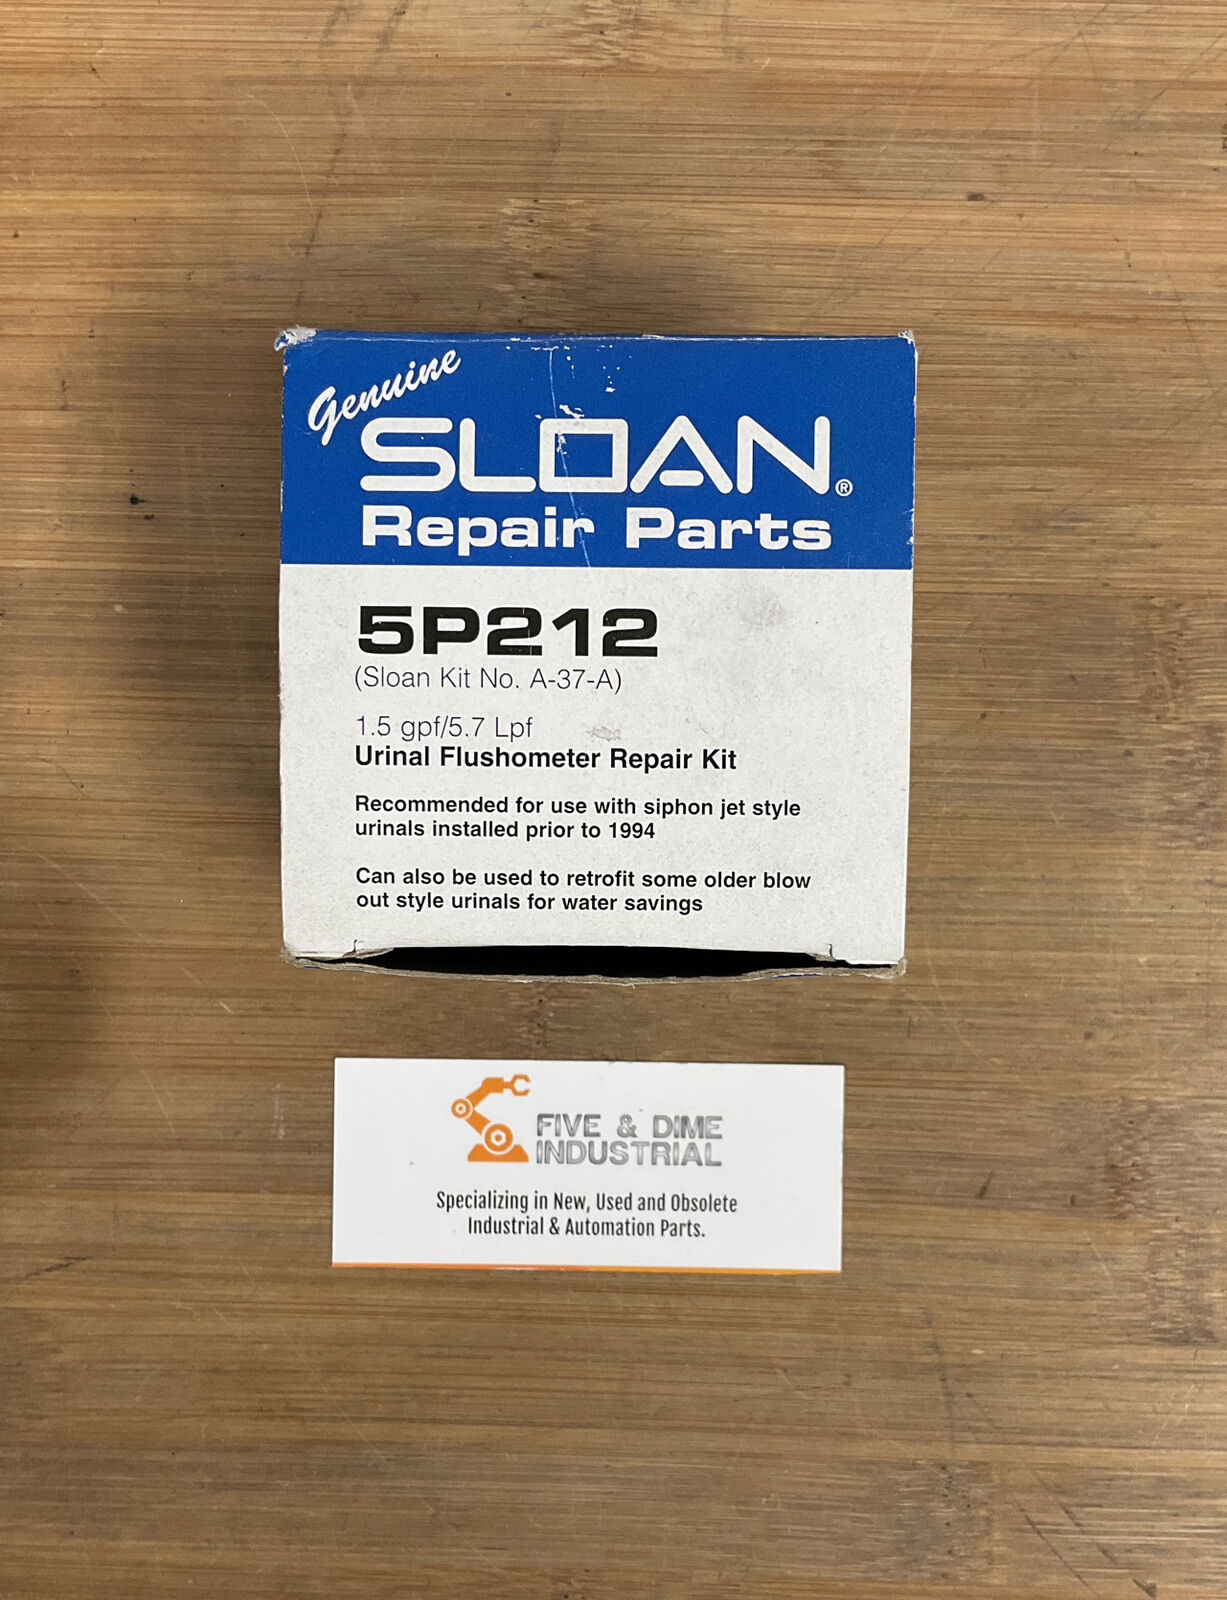 Genuine
SLOAN®
Repair Parts
5P212
(Sloan Kit No. A-37-A)
1.5 gpf/5.7 Lpf
Urinal Flushometer Repair Kit
Recommended for use with siphon jet style
urinals installed prior to 1994
Can also be used to retrofit some older blow
out style urinals for water savings
FIVE & DIME
INDUSTRIAL
Specializing in New, Used and Obsolete
Industrial & Automation Parts.